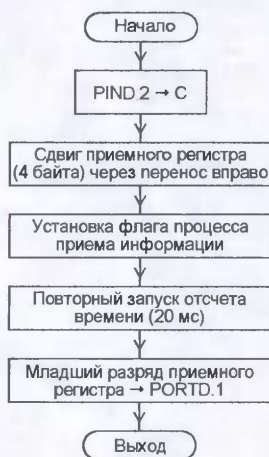 Начало
PIND.2 → C
Сдвиг приемного регистра
(4 байта) через перенос вправо
Установка флага процесса
приема информации
Повторный запуск отсчета
времени (20 мс)
Младший разряд приемного
регистра → PORTD.1
Выход